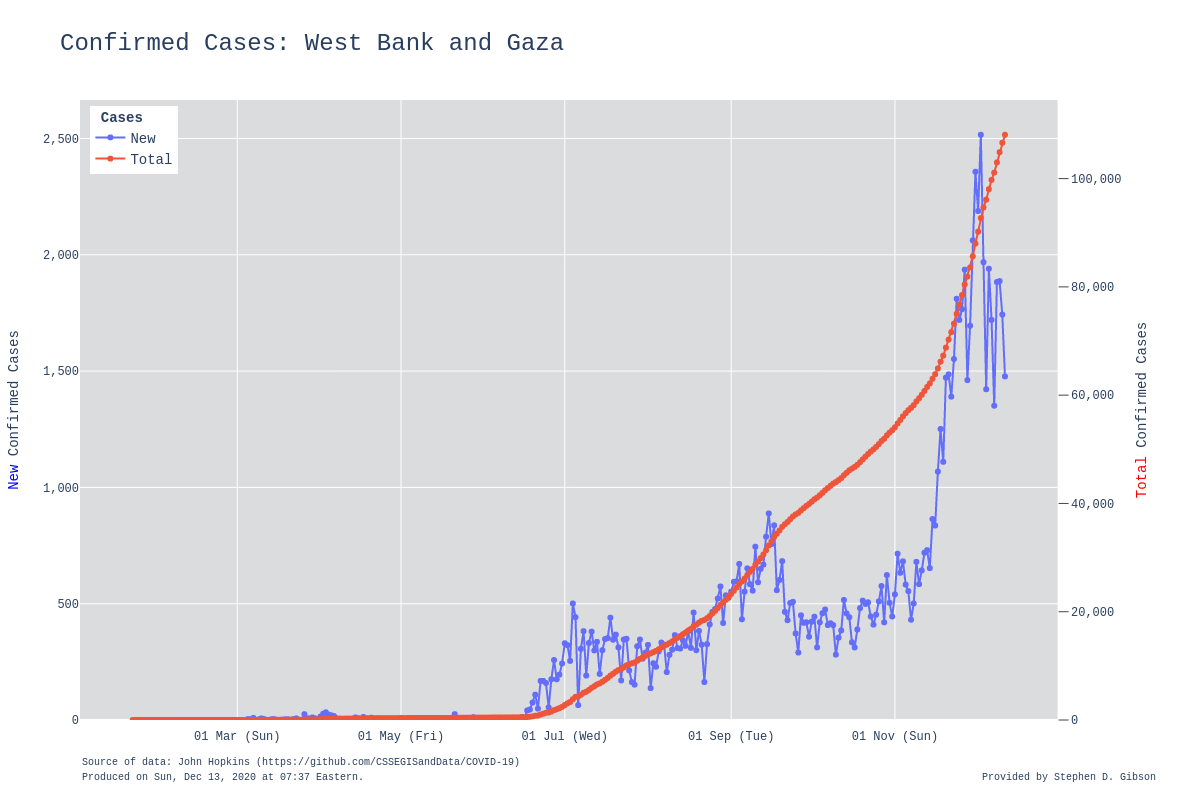 Confirmed Cases: West Bank and Gaza
Cases
New
Total
2,500
2,000
1,500
1,000
500
0
New Confirmed Cases
100,000
80,000
60,000
40,000
20,000
0
Total Confirmed Cases
01 Mar (Sun)
01 May (Fri)
01 Jul (Wed)
01 Sep (Tue)
01 Nov (Sun)
Source of data: John Hopkins (https://github.com/CSSEGISandData/COVID-19)
Produced on Sun, Dec 13, 2020 at 07:37 Eastern.
Provided by Stephen D. Gibson